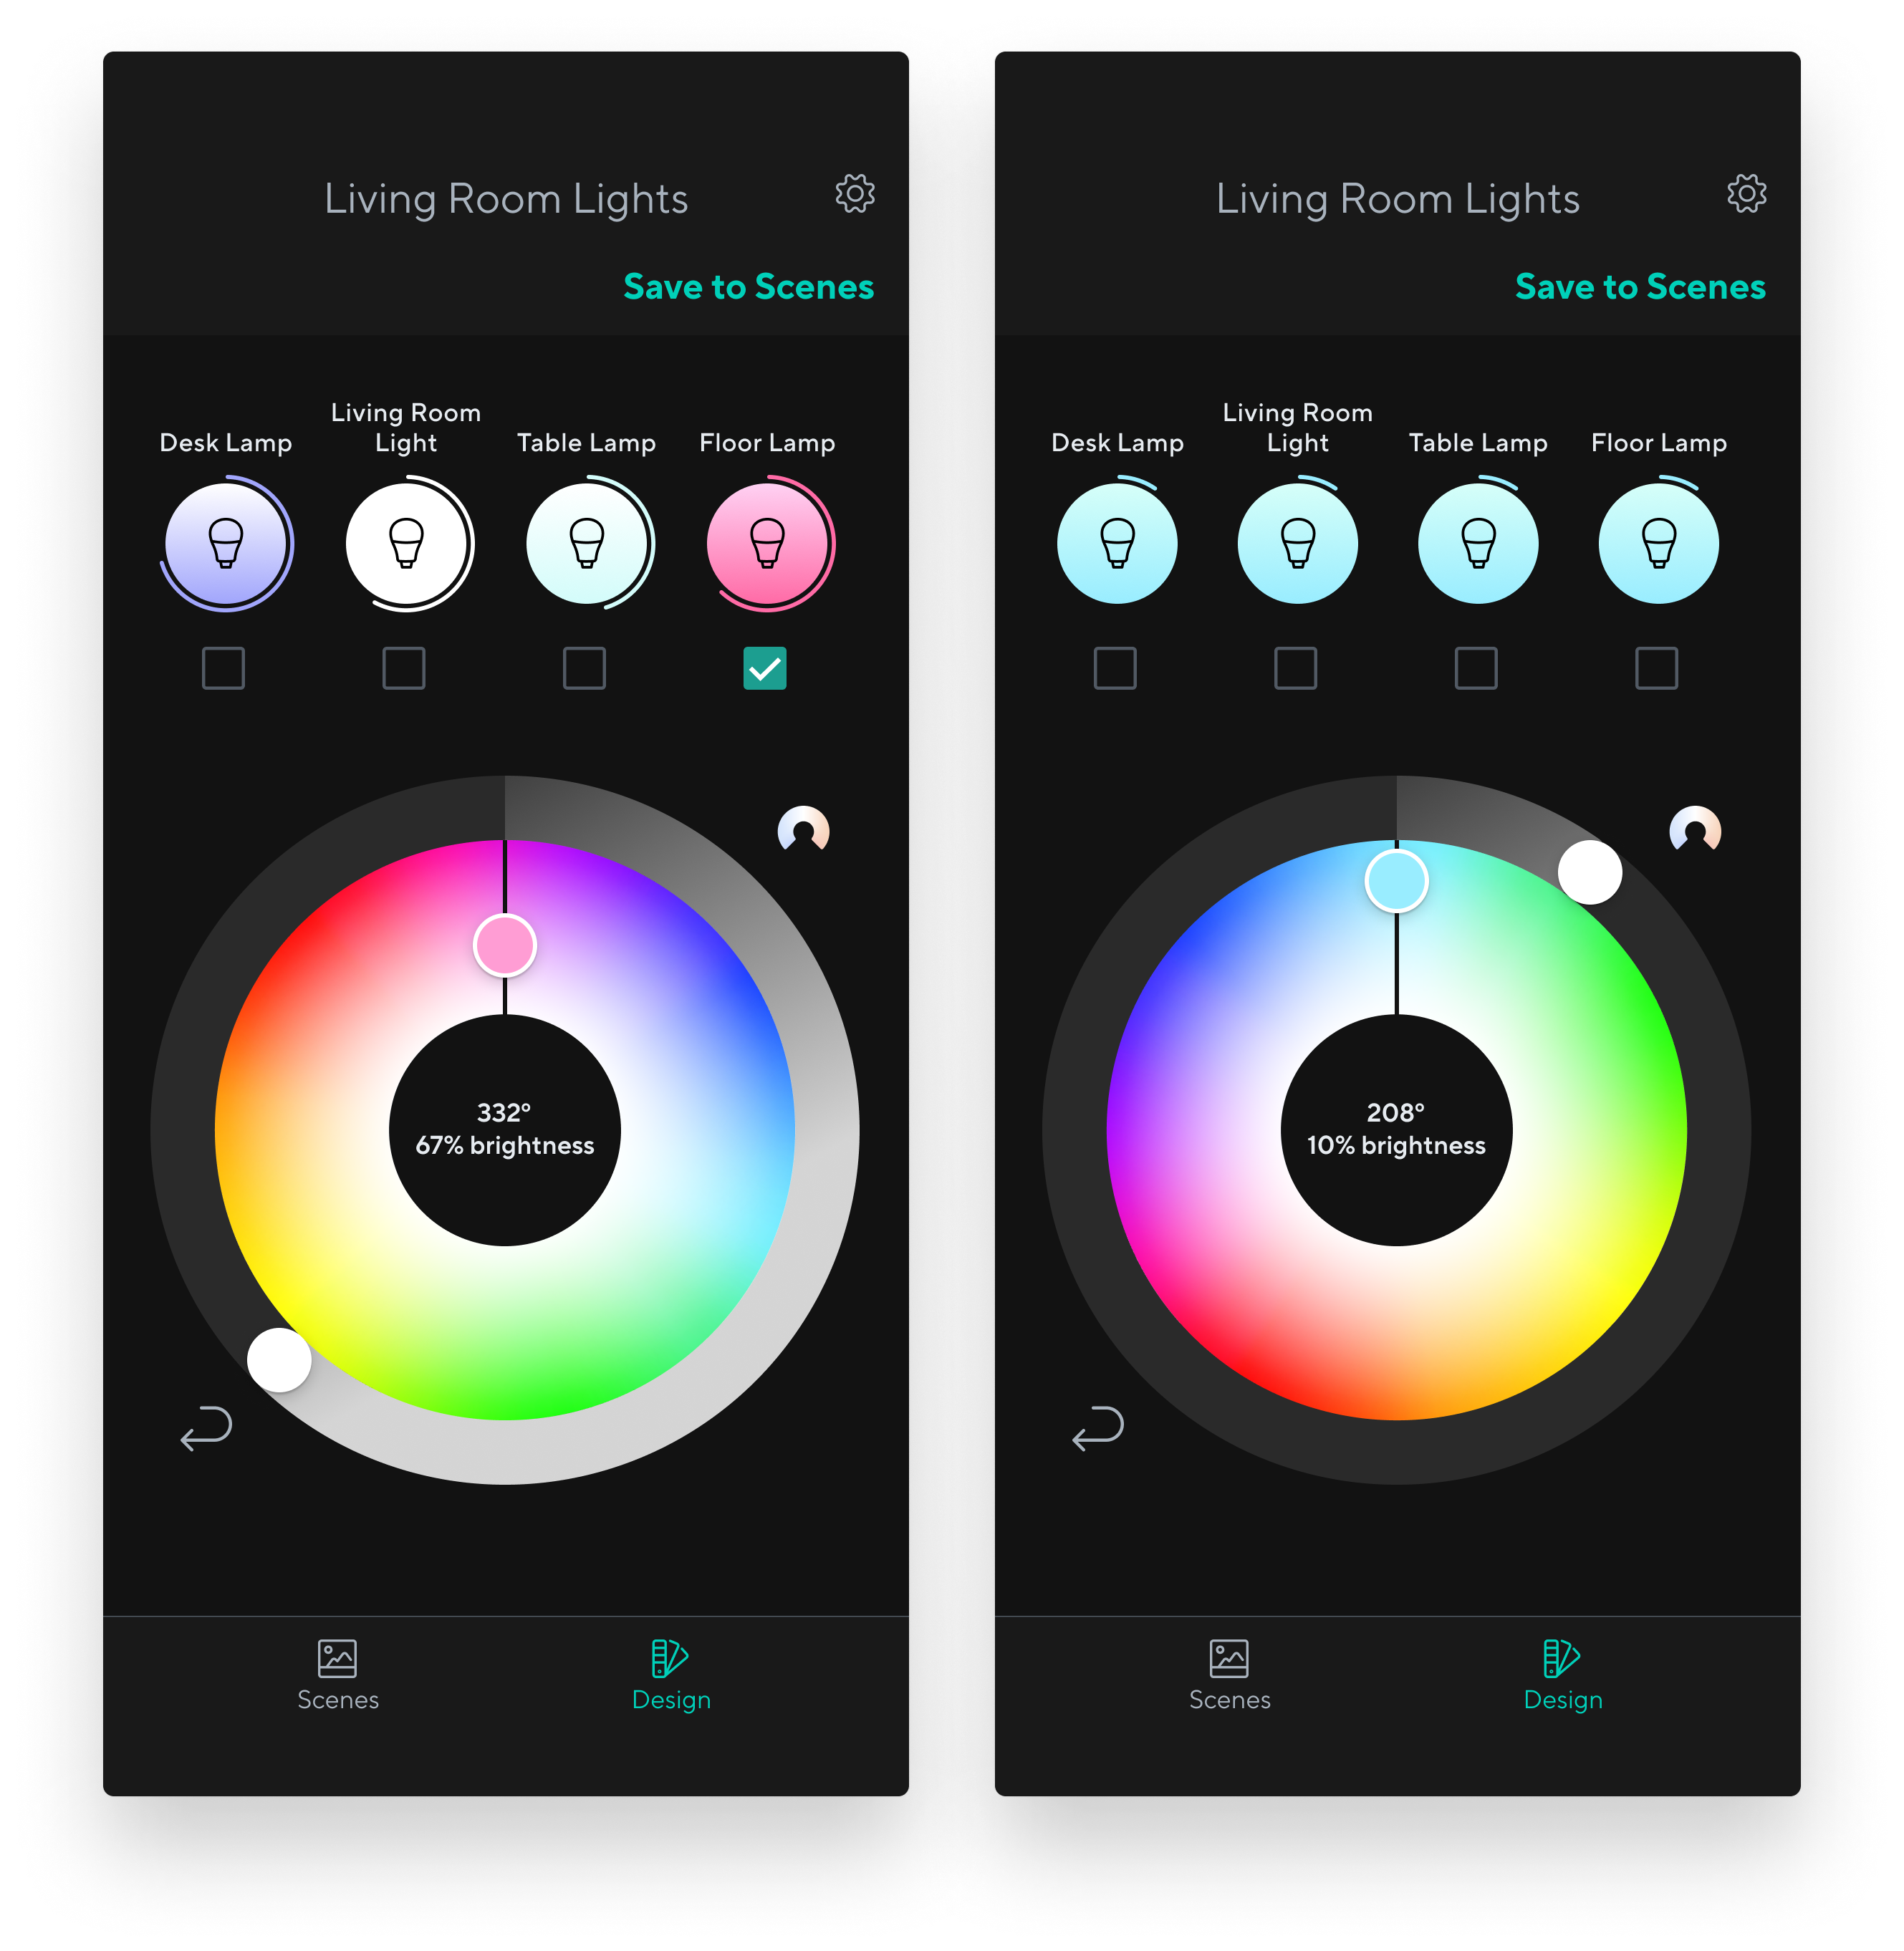 Living Room Lights
Save to Scenes
Desk Lamp
Living Room
Light
Table Lamp
Floor Lamp
332°
67% brightness
Scenes
Design
Living Room Lights
Save to Scenes
Desk Lamp
Living Room
Light
Table Lamp
Floor Lamp
208°
10% brightness
Scenes
Design